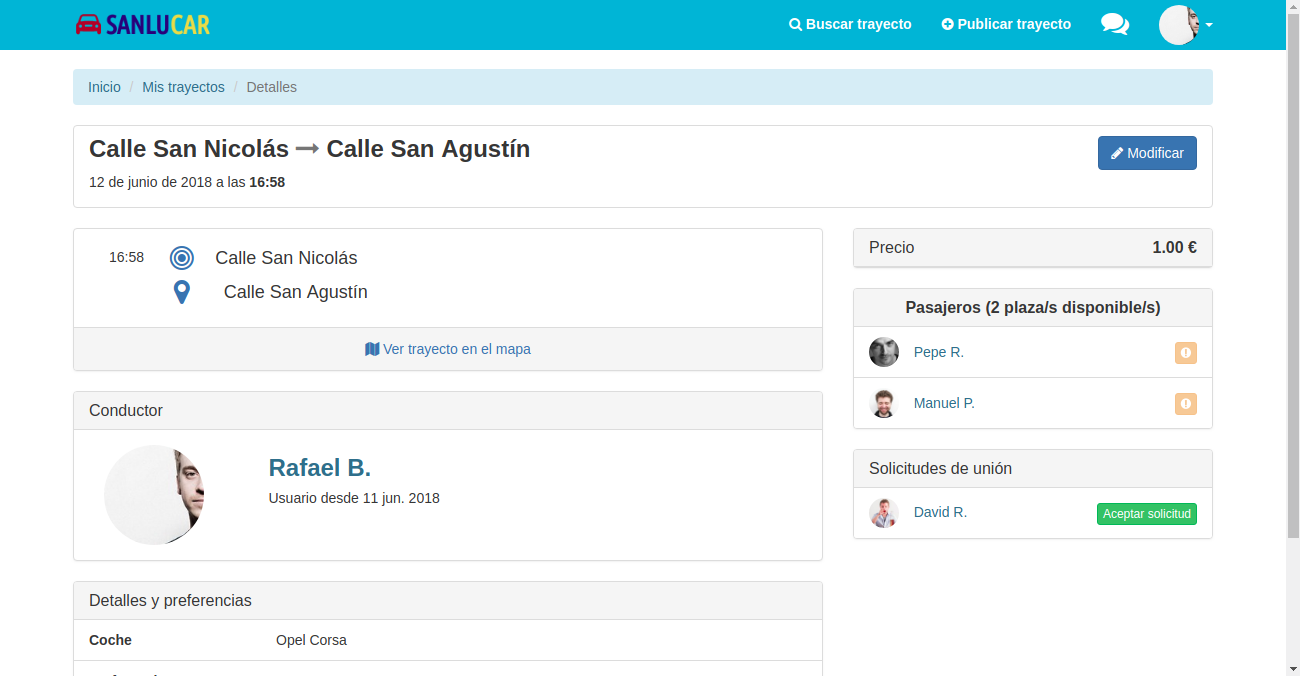 SANLUCAR
Buscar trayecto
Publicar trayecto
Inicio / Mis trayectos / Detalles
Calle San Nicolás → Calle San Agustín
Modificar
12 de junio de 2018 a las 16:58
16:58 Calle San Nicolás
Calle San Agustín
Ver trayecto en el mapa
Conductor
Rafael B.
Usuario desde 11 jun. 2018
Detalles y preferencias
Coche Opel Corsa
Precio 1.00 €
Pasajeros (2 plaza/s disponible/s)
Pepe R.
Manuel P.
Solicitudes de unión
David R. Aceptar solicitud